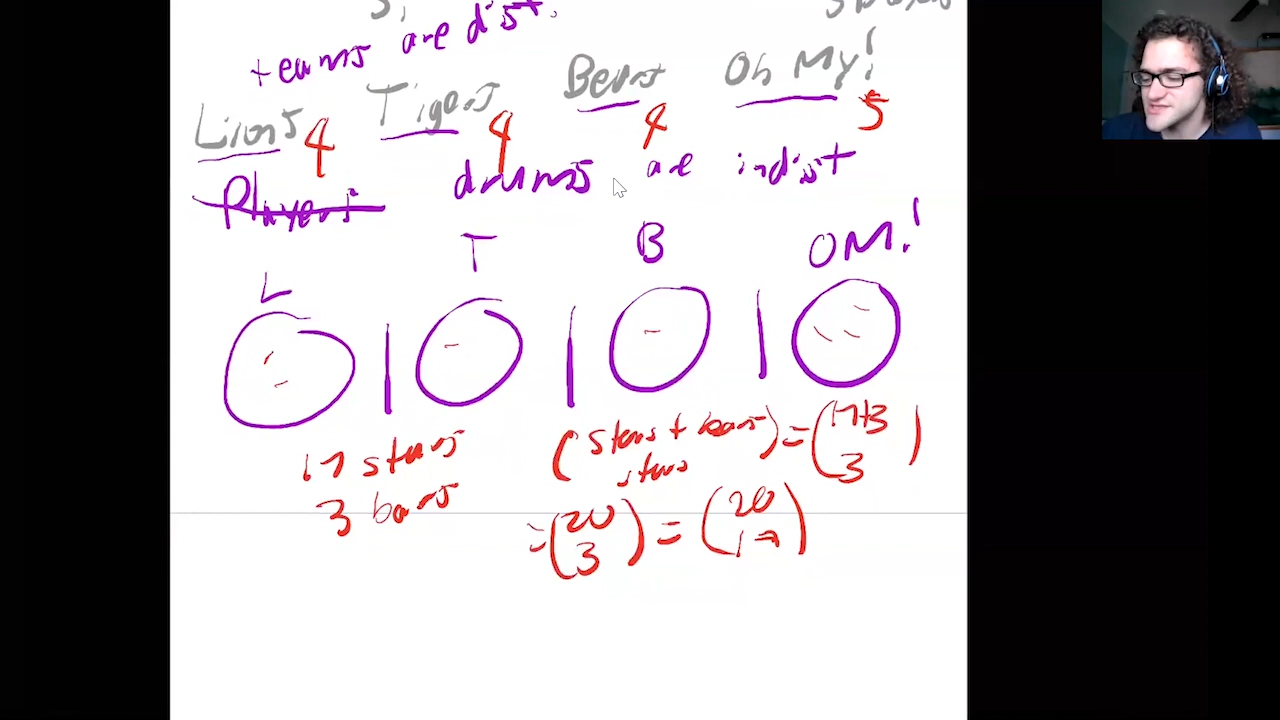 teams are dist.
Lions 4 Tigers 4 Bears 4 Oh My! 5
Players drums are indist
L T B OM!
17 stars
3 bars
(stars + bars
stars) = (17+3
3)
= (20
3) = (20
17)